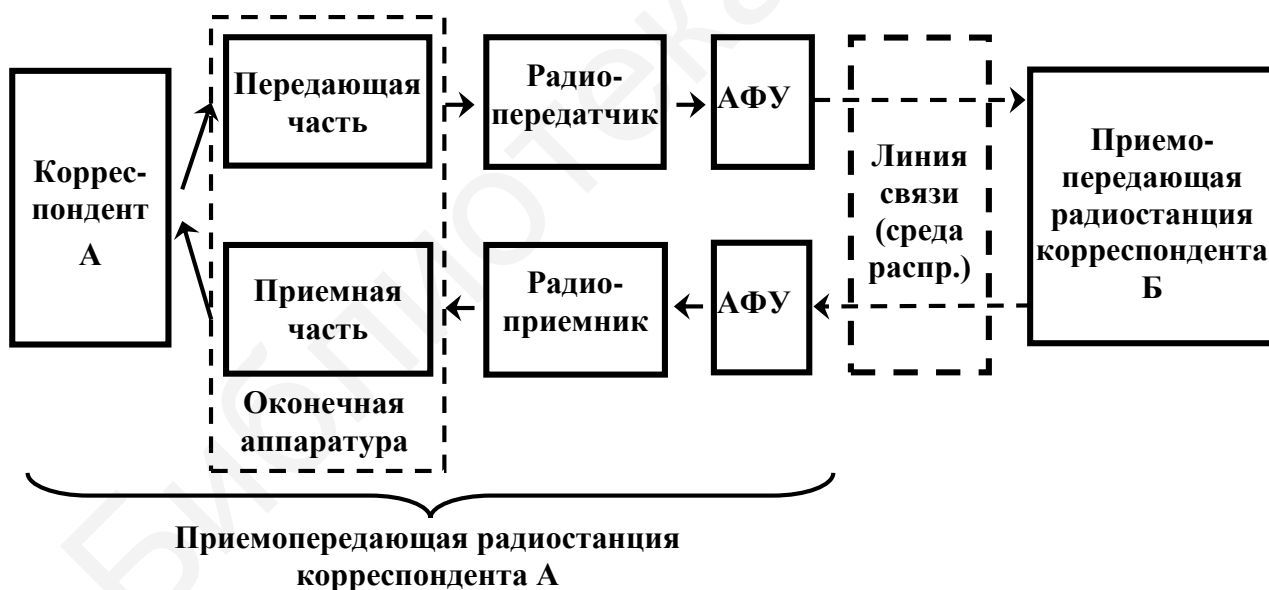 Коррес-
пондент
А
Передающая
часть
Радио-
передатчик
АФУ
Приемная
часть
Радио-
приемник
АФУ
Оконечная
аппаратура
Линия
связи
(среда
распр.)
Приемо-
передающая
радиостанция
корреспондента
Б
Приемопередающая радиостанция
корреспондента А
Библиотека